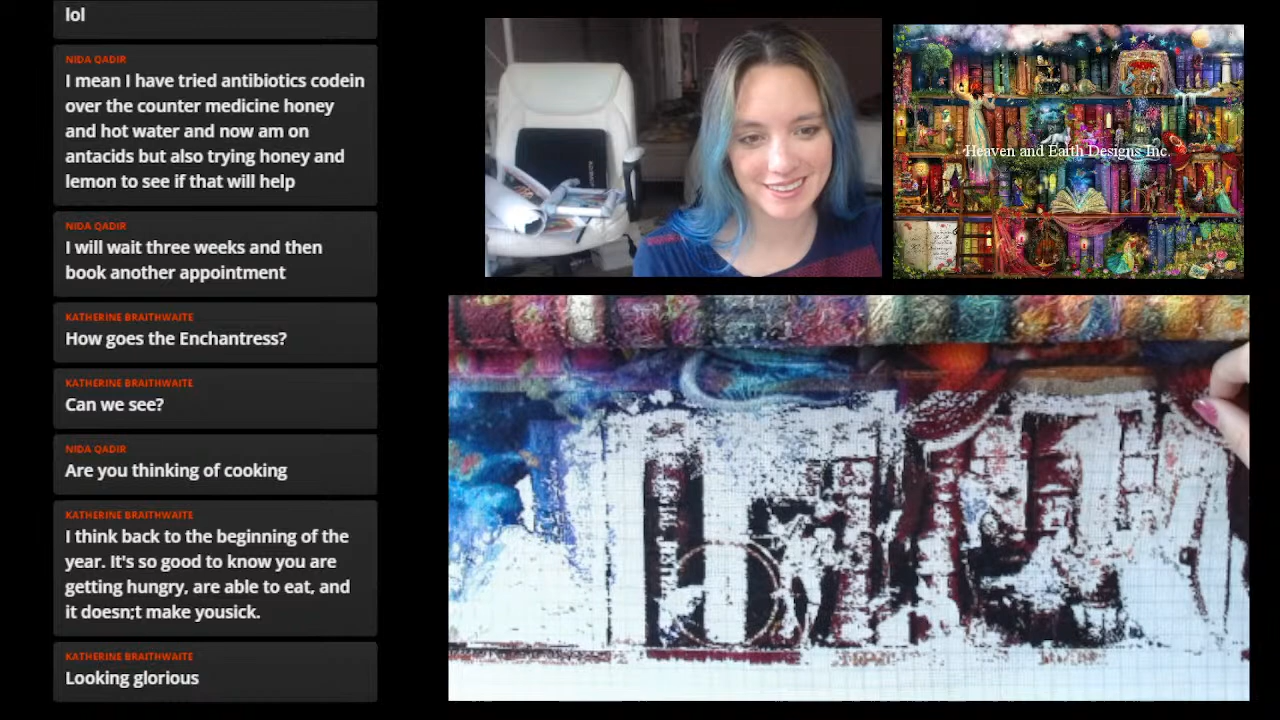 lol
NIDA QADIR
I mean I have tried antibiotics codein
over the counter medicine honey
and hot water and now am on
antacids but also trying honey and
lemon to see if that will help
NIDA QADIR
I will wait three weeks and then
book another appointment
KATHERINE BRAITHWAITE
How goes the Enchantress?
KATHERINE BRAITHWAITE
Can we see?
NIDA QADIR
Are you thinking of cooking
KATHERINE BRAITHWAITE
I think back to the beginning of the
year. It's so good to know you are
getting hungry, are able to eat, and
it doesn;t make yousick.
KATHERINE BRAITHWAITE
Looking glorious
Heaven and Earth Designs Inc.